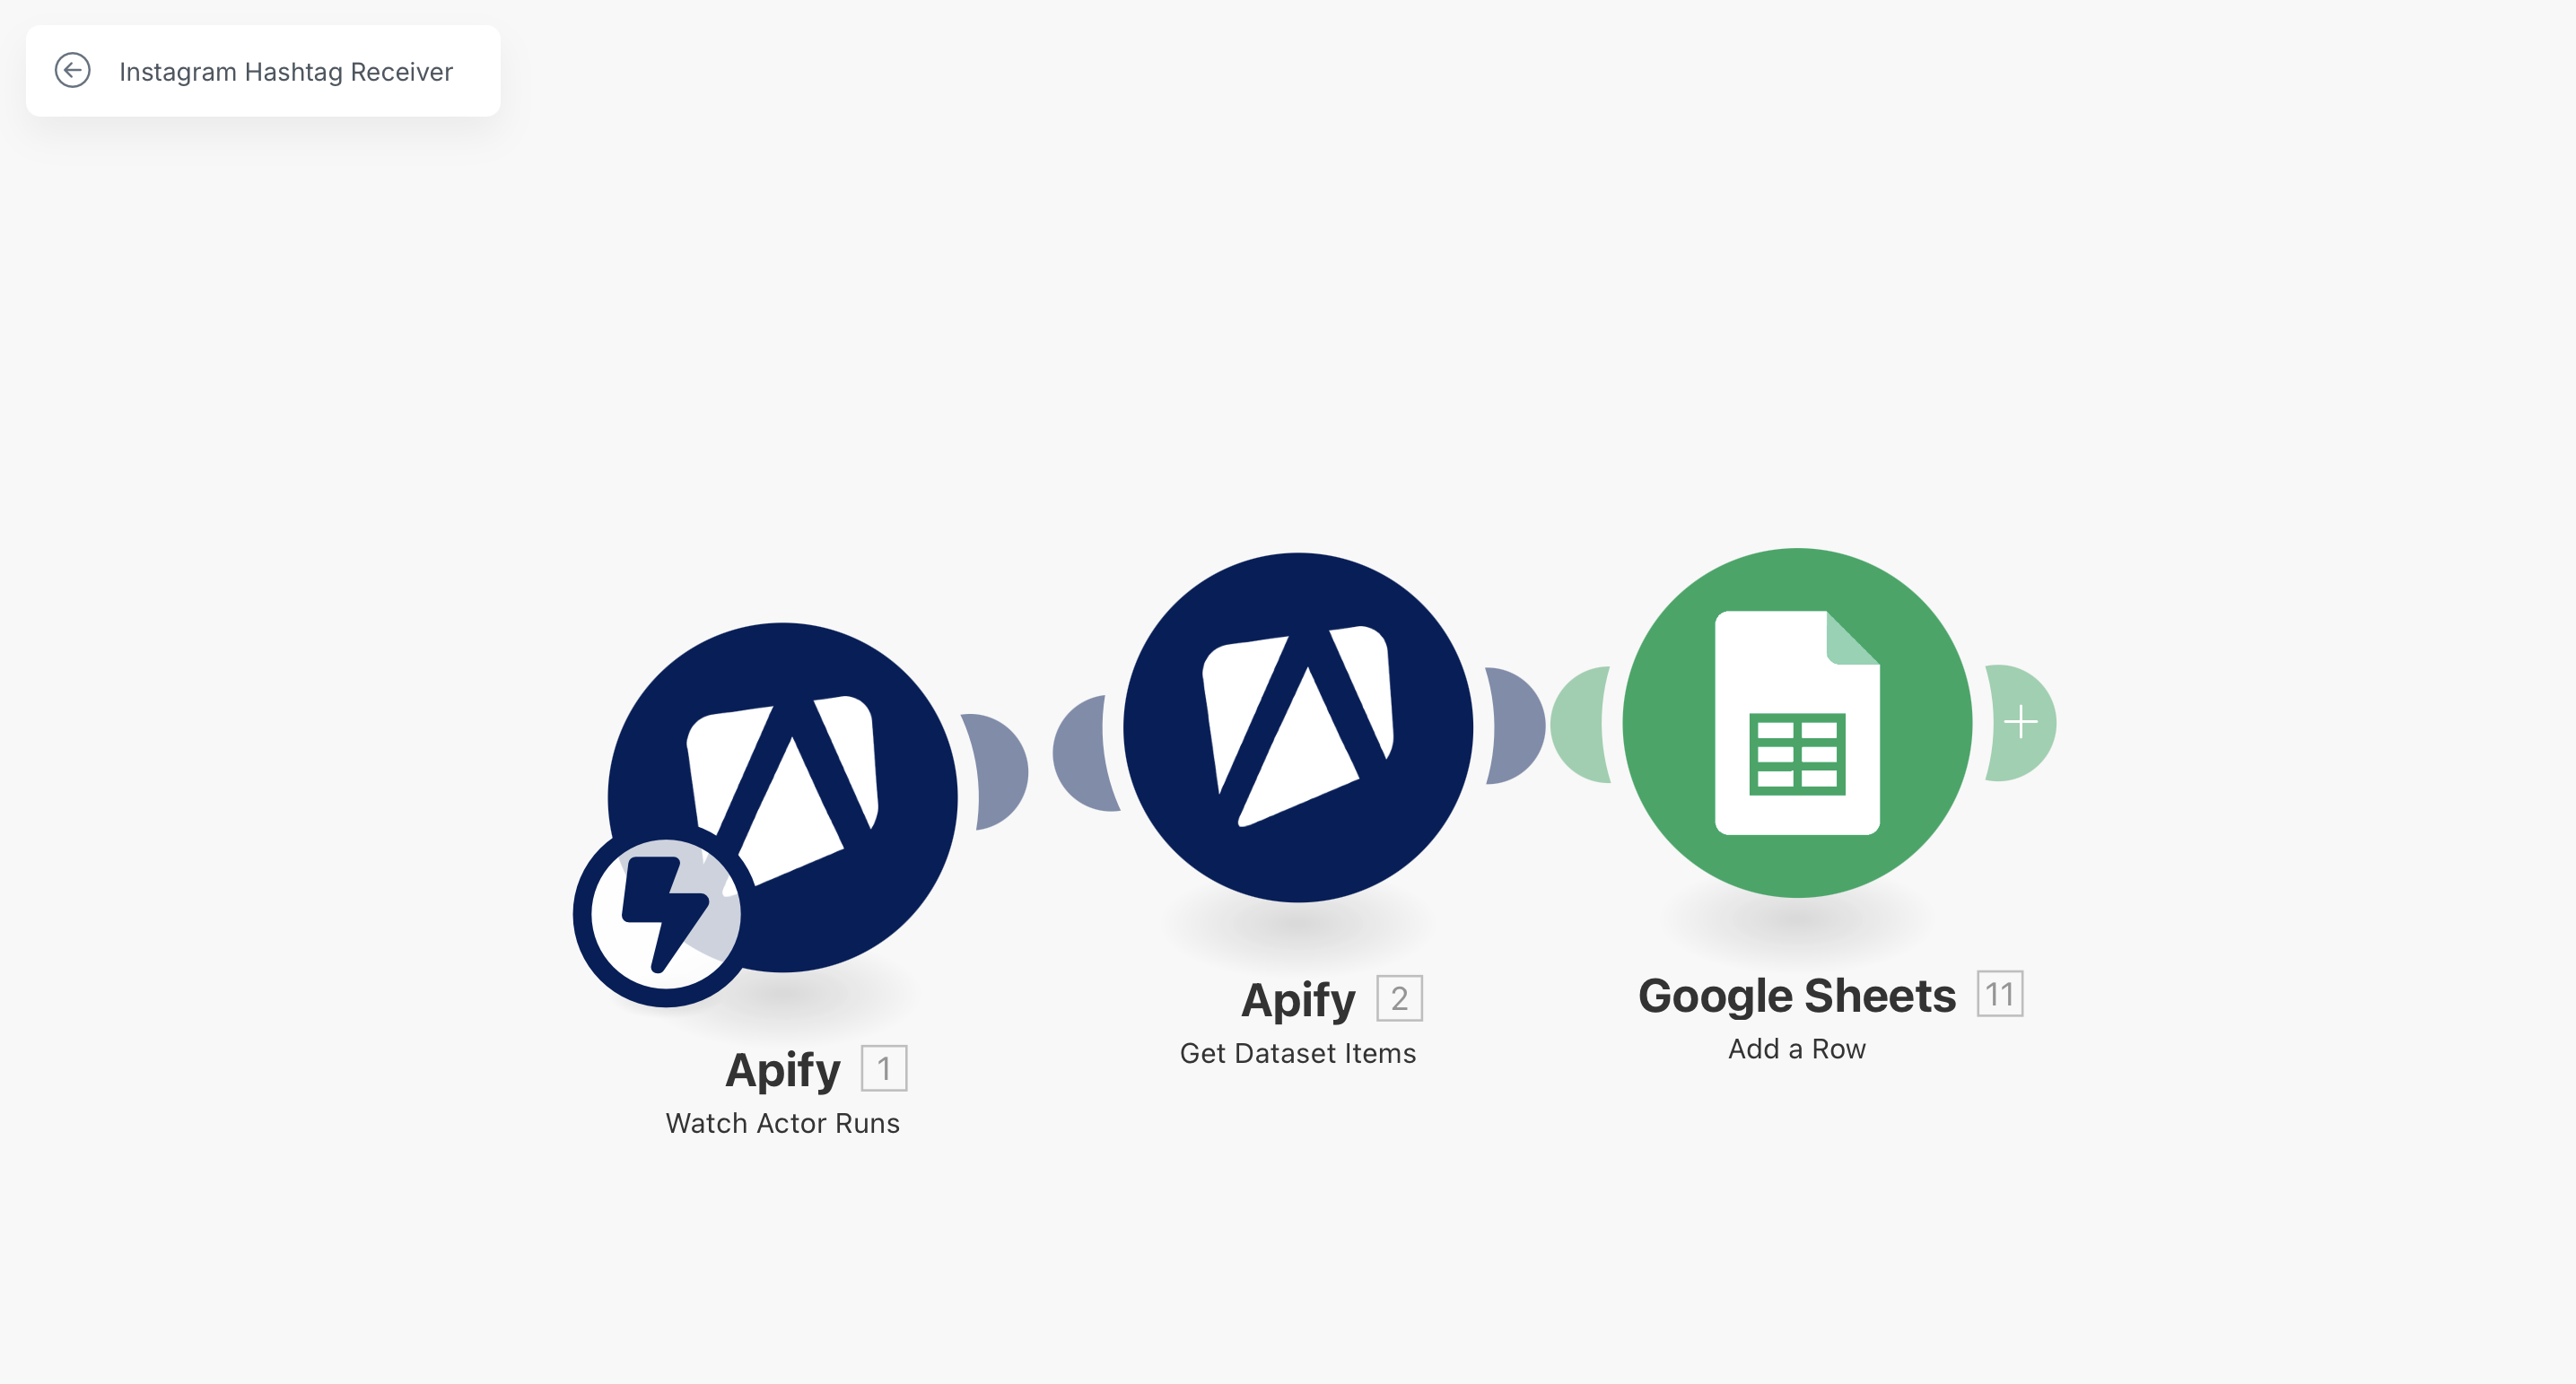 Instagram Hashtag Receiver
Apify 1
Watch Actor Runs
Apify 2
Get Dataset Items
Google Sheets 11
Add a Row